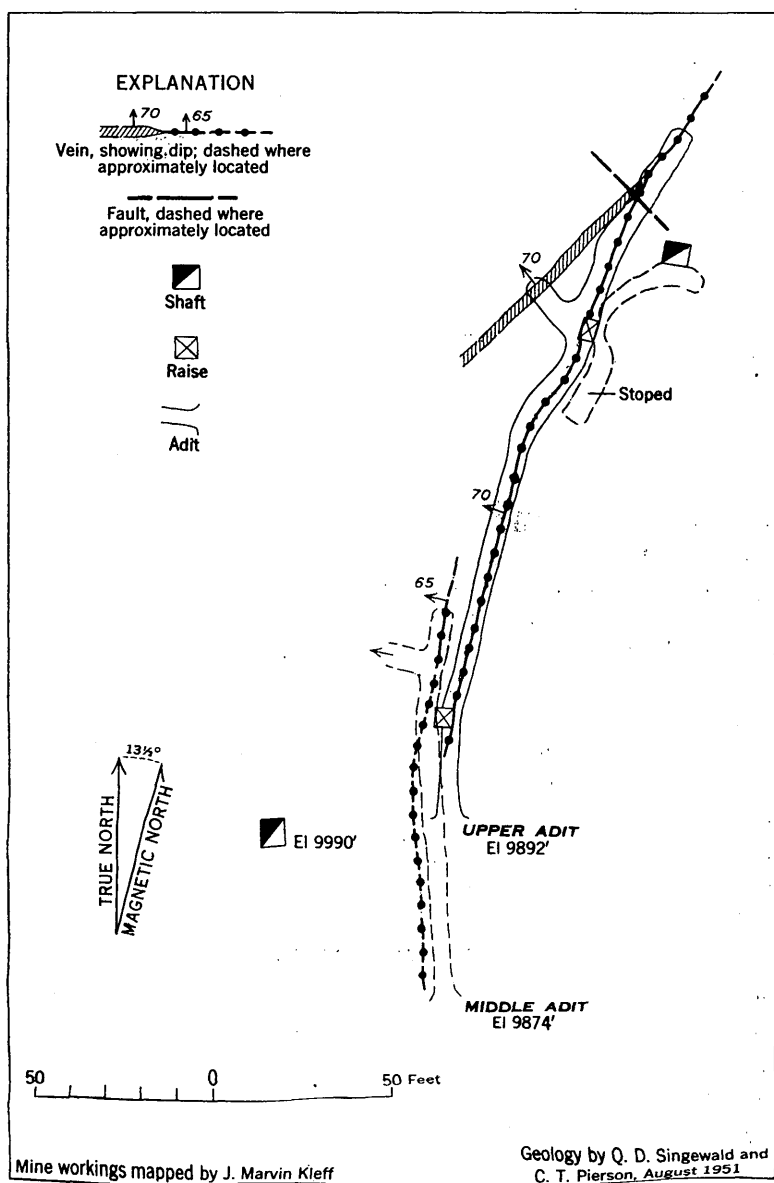 EXPLANATION
70
65
Vein, showing dip; dashed where
approximately located
Fault, dashed where
approximately located
Shaft
Raise
Adit
70
Stoped
70
65
13½°
TRUE NORTH
MAGNETIC NORTH
El 9990'
UPPER ADIT
El 9892'
MIDDLE ADIT
El 9874'
50 0 50 Feet
Mine workings mapped by J. Marvin Kleff
Geology by Q. D. Singewald and
C. T. Pierson, August 1951